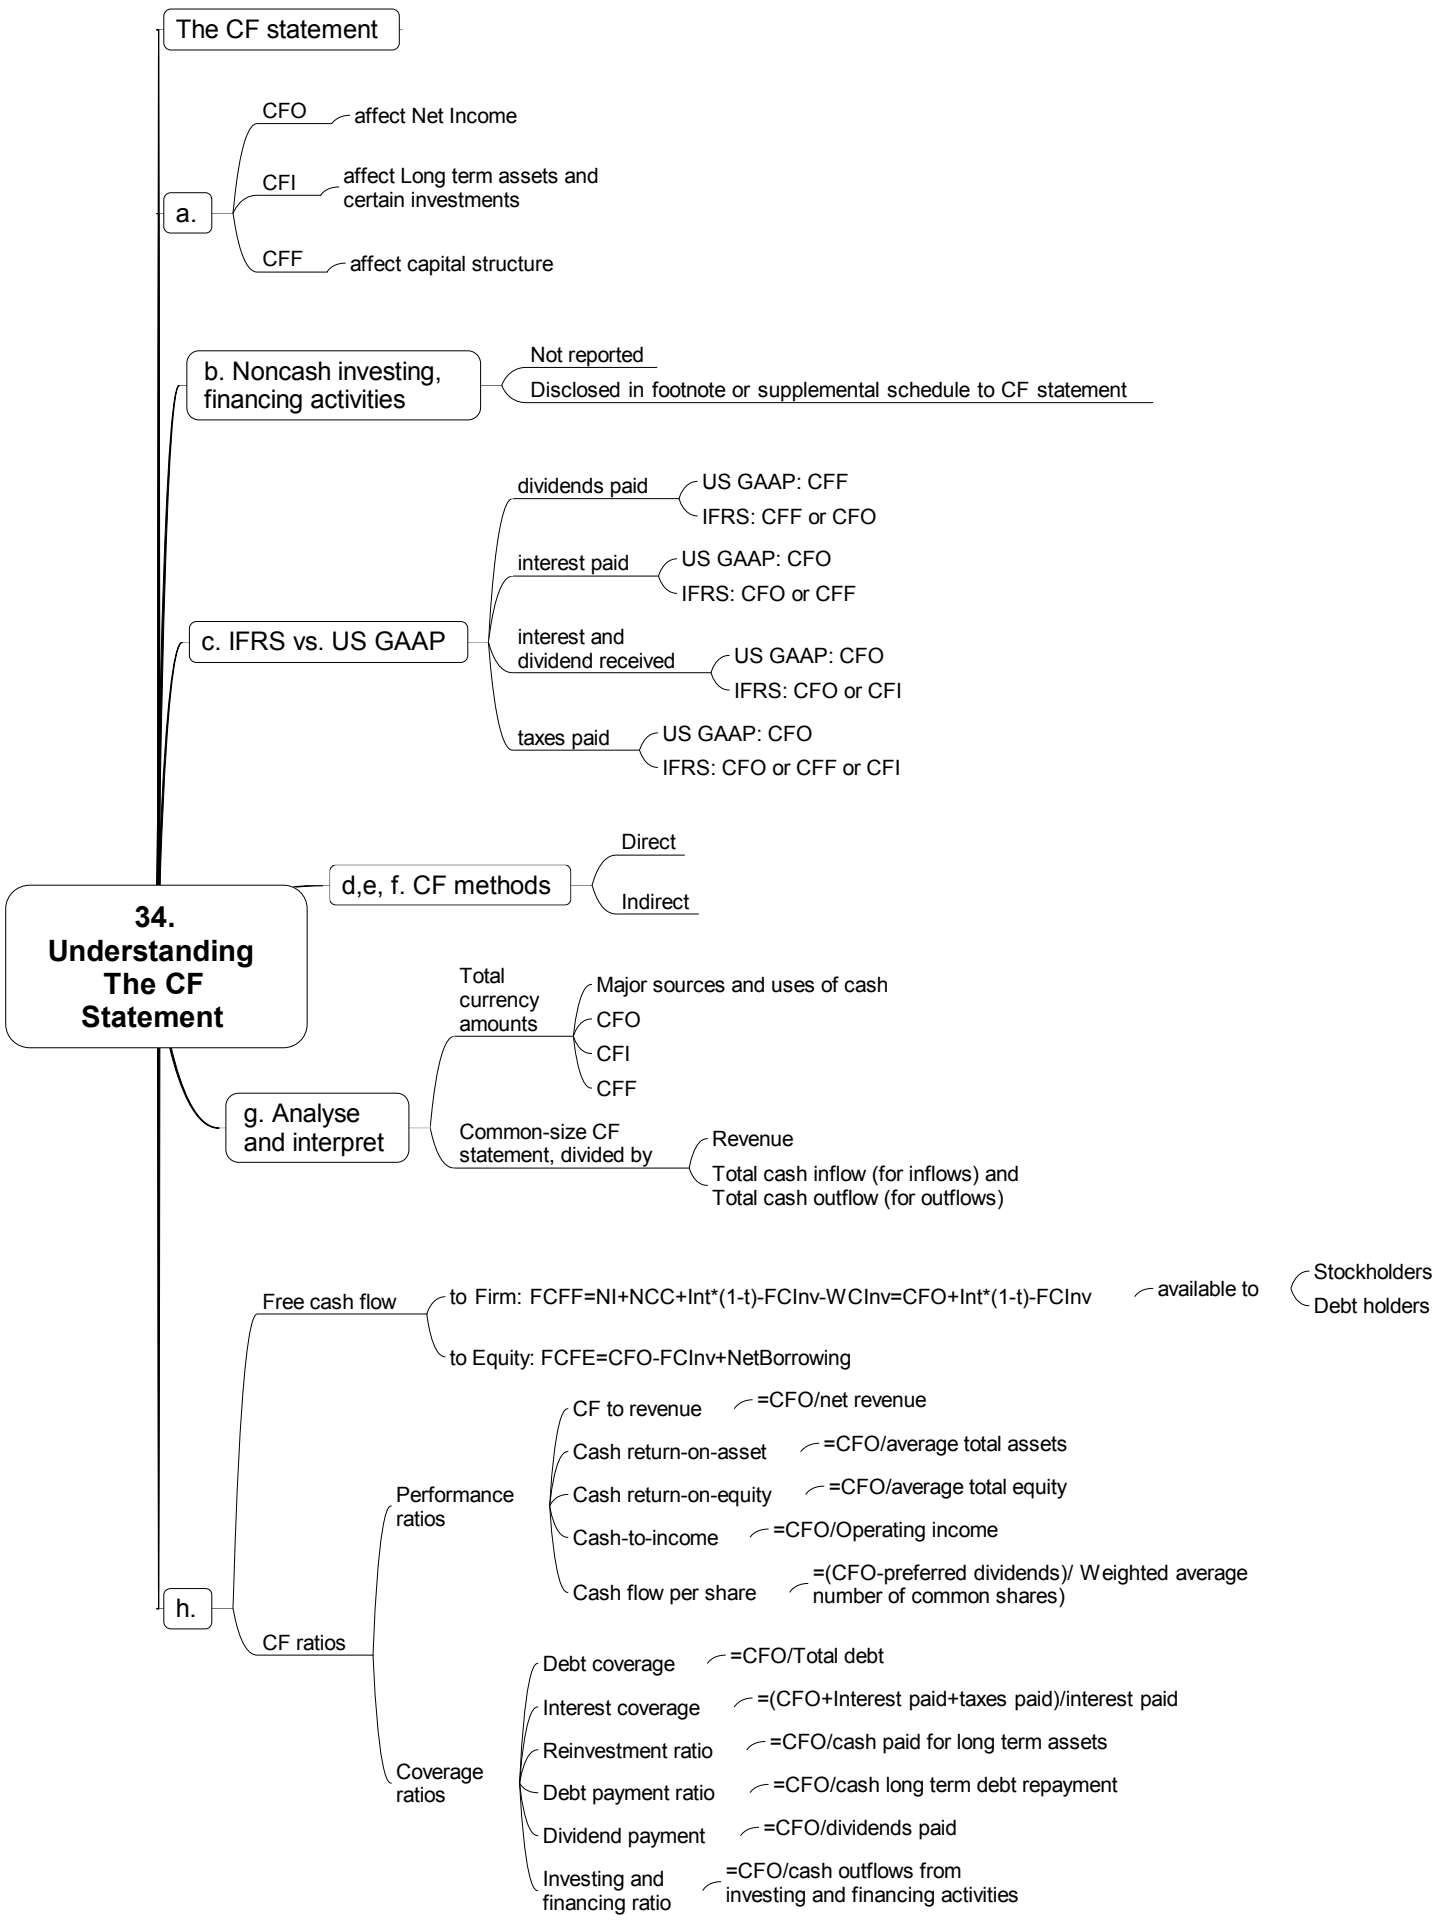 The CF statement
a.
CFO
affect Net Income
CFI
affect Long term assets and
certain investments
CFF
affect capital structure
b. Noncash investing,
financing activities
Not reported
Disclosed in footnote or supplemental schedule to CF statement
c. IFRS vs. US GAAP
dividends paid
US GAAP: CFF
IFRS: CFF or CFO
interest paid
US GAAP: CFO
IFRS: CFO or CFF
interest and
dividend received
US GAAP: CFO
IFRS: CFO or CFI
taxes paid
US GAAP: CFO
IFRS: CFO or CFF or CFI
d,e, f. CF methods
Direct
Indirect
34.
Understanding
The CF
Statement
g. Analyse
and interpret
Total
currency
amounts
Major sources and uses of cash
CFO
CFI
CFF
Common-size CF
statement, divided by
Revenue
Total cash inflow (for inflows) and
Total cash outflow (for outflows)
h.
Free cash flow
to Firm: FCFF=NI+NCC+Int*(1-t)-FCInv-WCInv=CFO+Int*(1-t)-FCInv
available to
Stockholders
Debt holders
to Equity: FCFE=CFO-FCInv+NetBorrowing
CF ratios
Performance
ratios
CF to revenue
=CFO/net revenue
Cash return-on-asset
=CFO/average total assets
Cash return-on-equity
=CFO/average total equity
Cash-to-income
=CFO/Operating income
Cash flow per share
=(CFO-preferred dividends)/ Weighted average
number of common shares)
Coverage
ratios
Debt coverage
=CFO/Total debt
Interest coverage
=(CFO+Interest paid+taxes paid)/interest paid
Reinvestment ratio
=CFO/cash paid for long term assets
Debt payment ratio
=CFO/cash long term debt repayment
Dividend payment
=CFO/dividends paid
Investing and
financing ratio
=CFO/cash outflows from
investing and financing activities